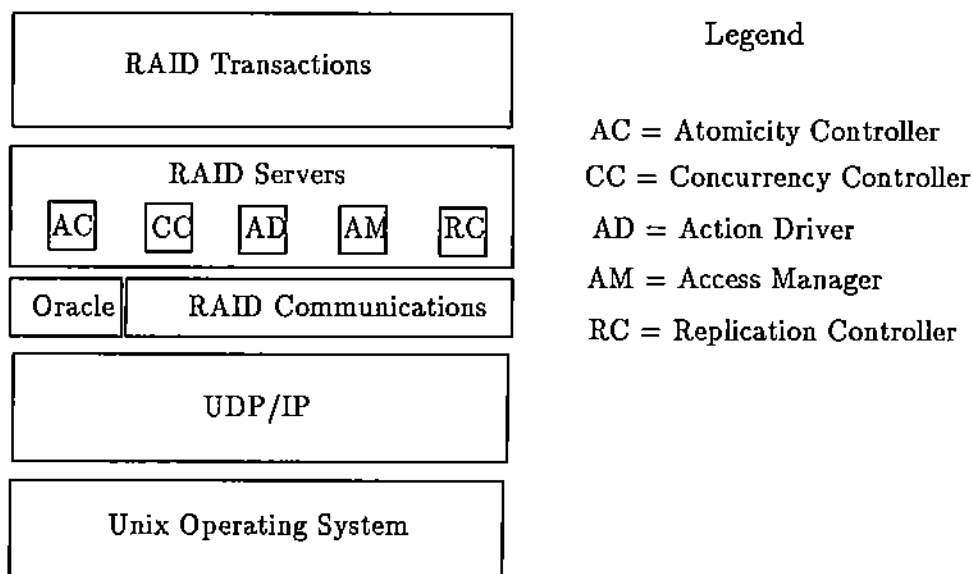 RAID Transactions
RAID Servers
AC CC AD AM RC
Oracle RAID Communications
UDP/IP
Unix Operating System
Legend
AC = Atomicity Controller
CC = Concurrency Controller
AD = Action Driver
AM = Access Manager
RC = Replication Controller